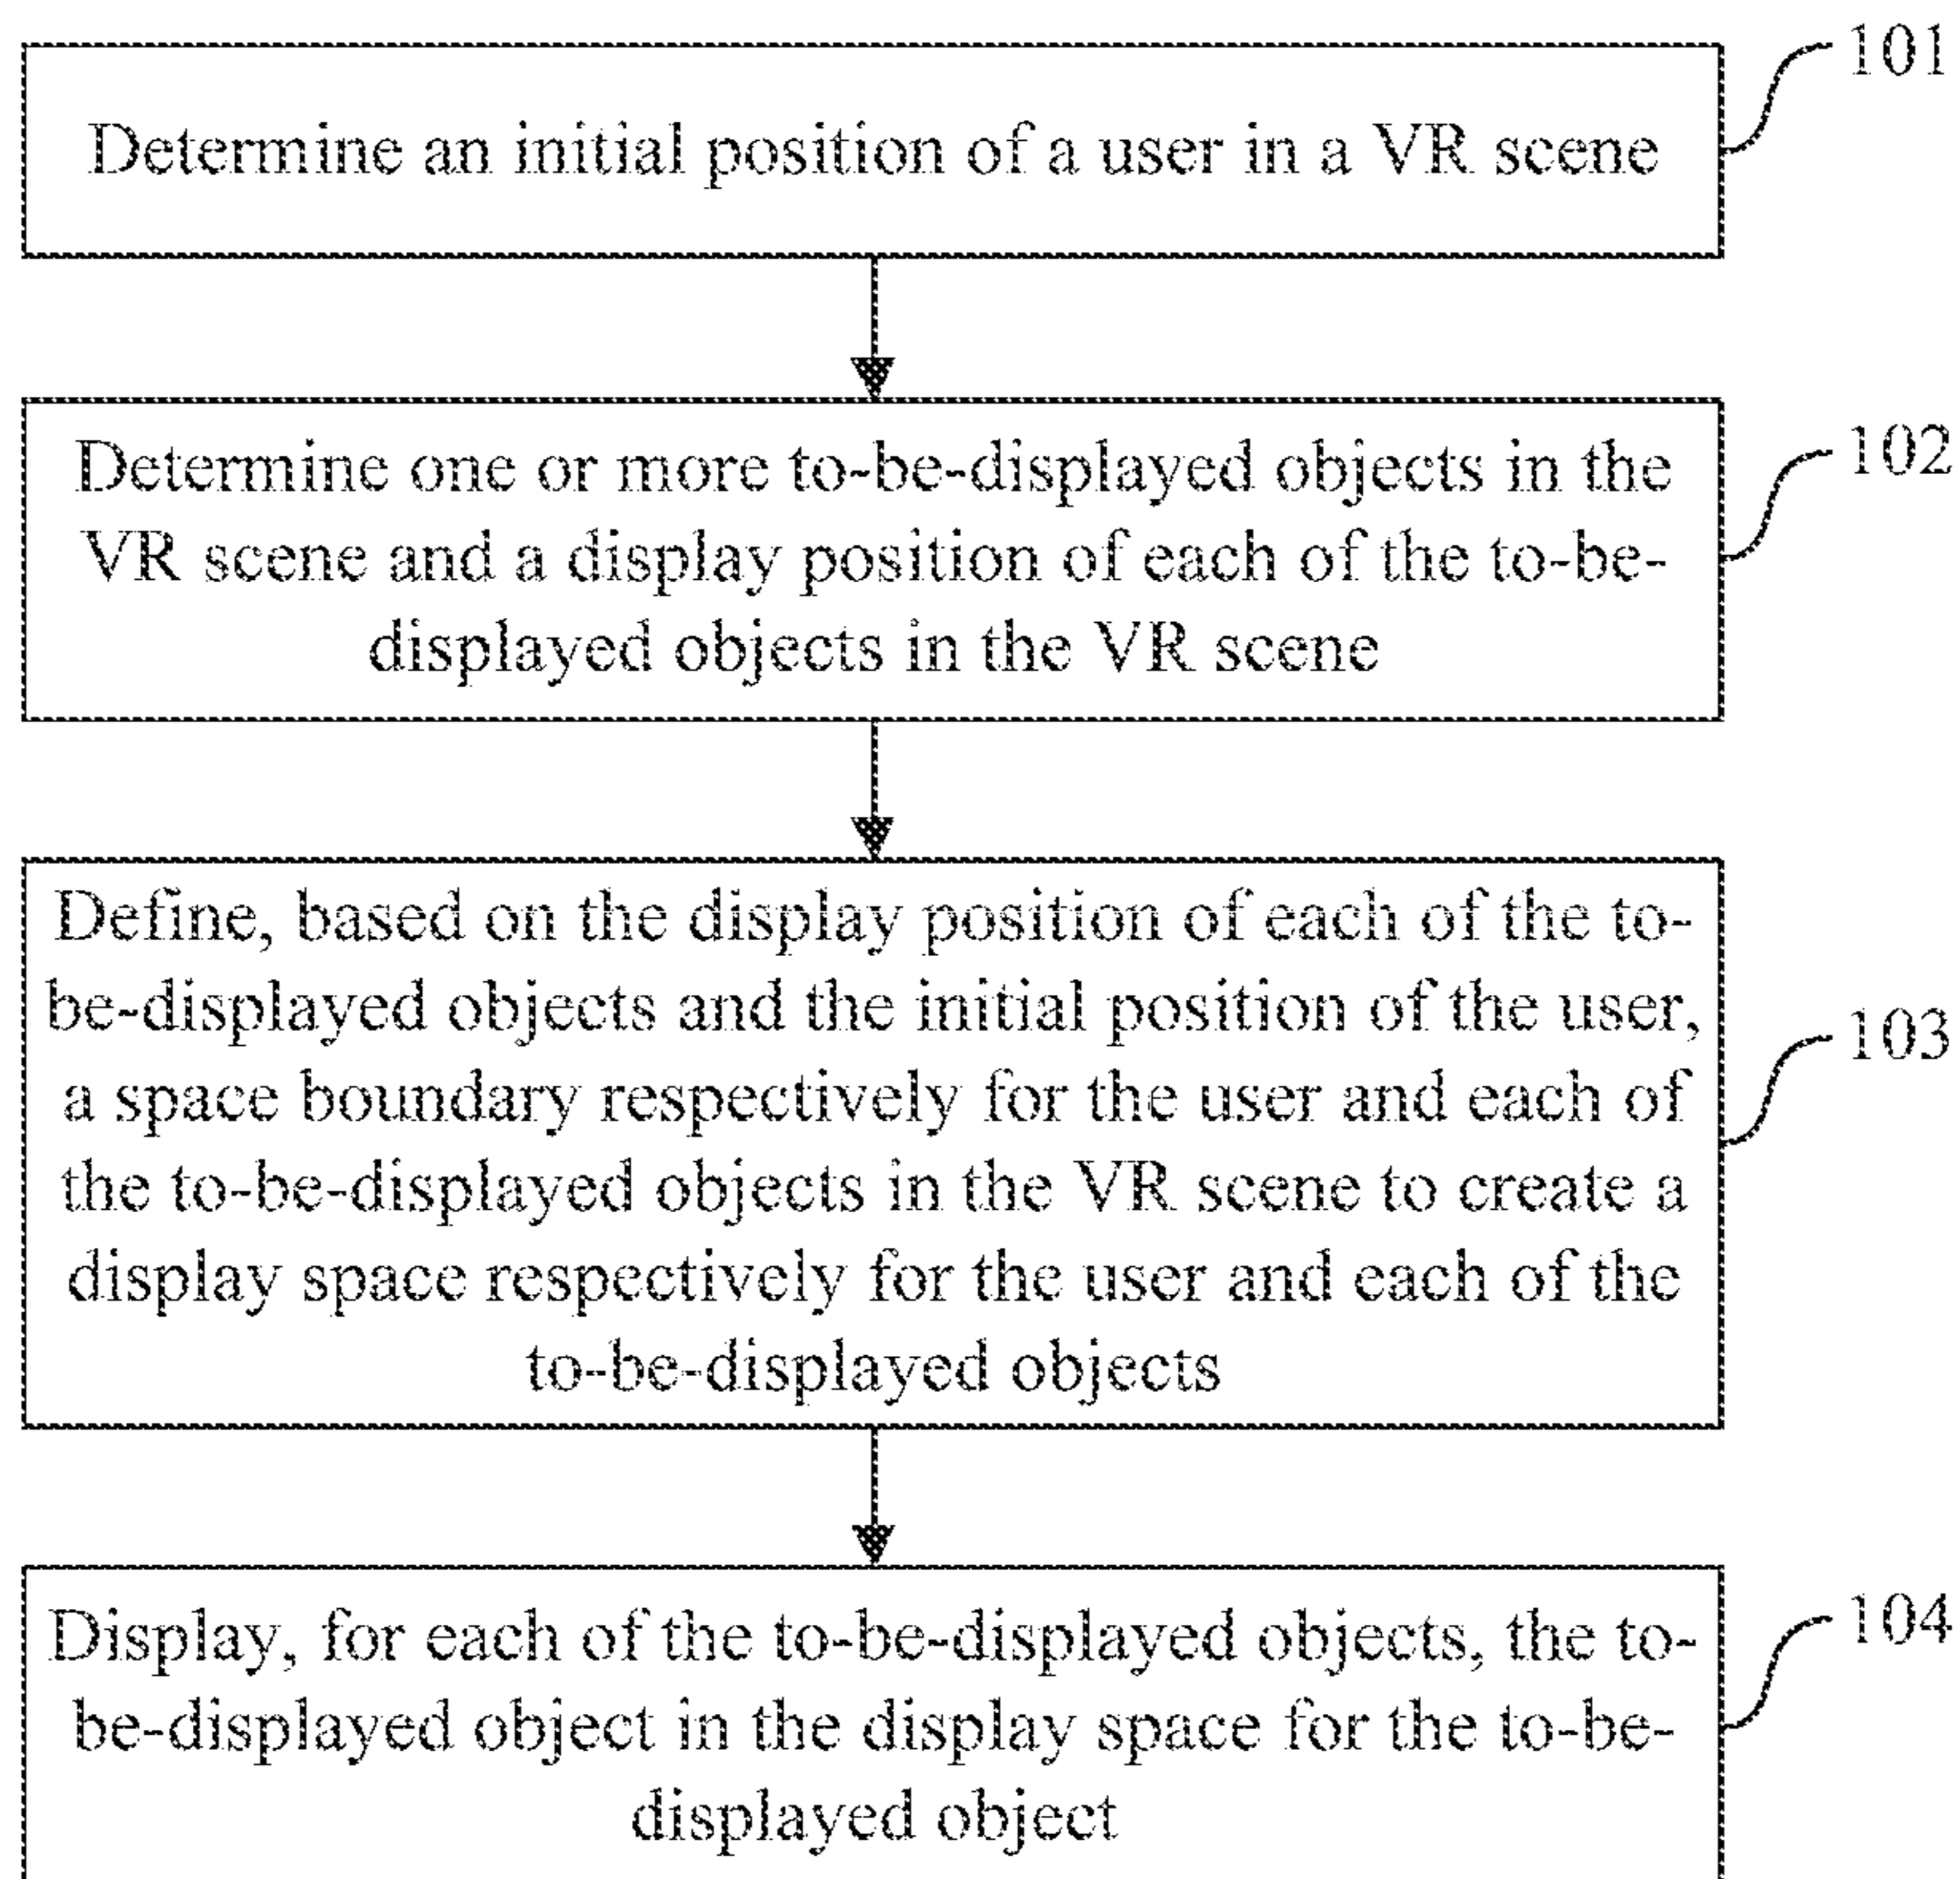 101
Determine an initial position of a user in a VR scene
102
Determine one or more to-be-displayed objects in the
VR scene and a display position of each of the to-be-
displayed objects in the VR scene
103
Define, based on the display position of each of the to-
be-displayed objects and the initial position of the user,
a space boundary respectively for the user and each of
the to-be-displayed objects in the VR scene to create a
display space respectively for the user and each of the
to-be-displayed objects
104
Display, for each of the to-be-displayed objects, the to-
be-displayed object in the display space for the to-be-
displayed object